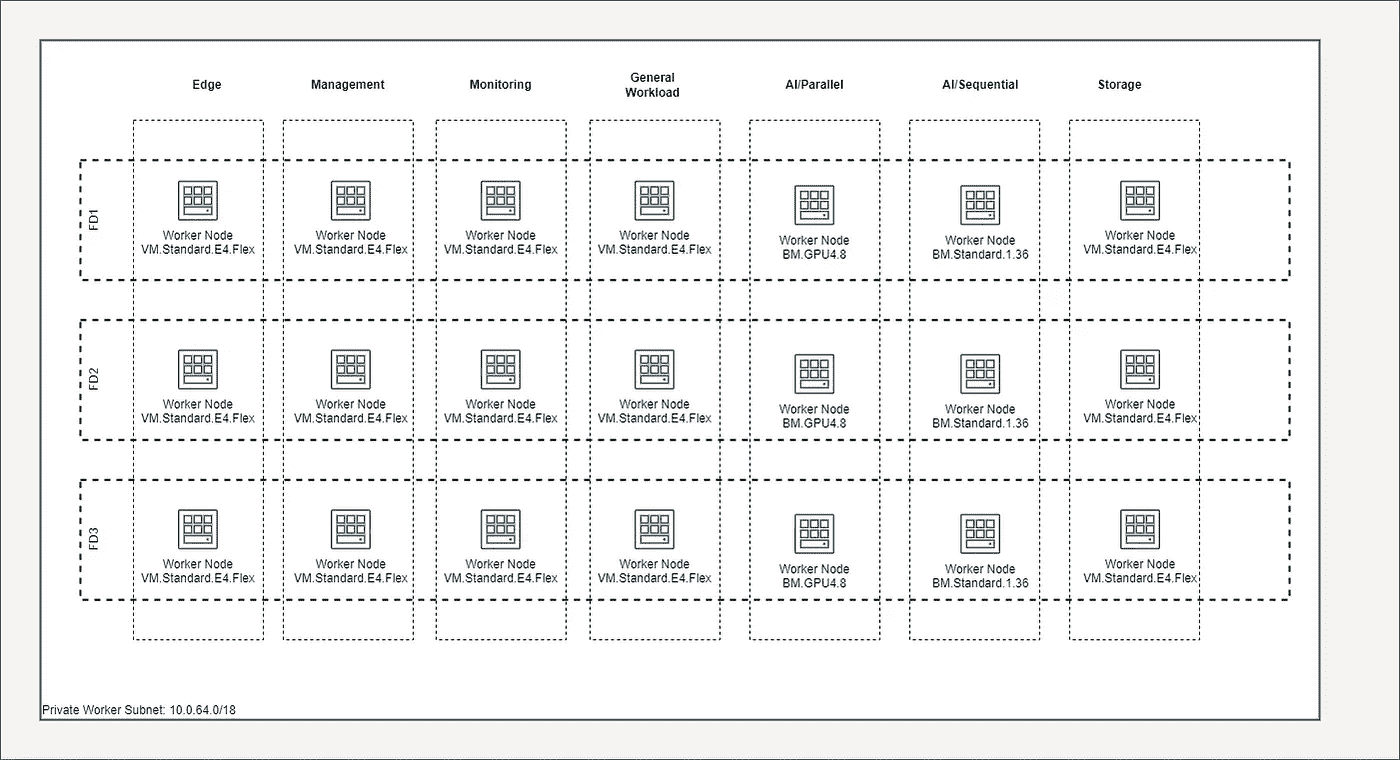 Edge
Management
Monitoring
General
Workload
AI/Parallel
AI/Sequential
Storage
FD1
Worker Node
VM.Standard.E4.Flex
Worker Node
VM.Standard.E4.Flex
Worker Node
VM.Standard.E4.Flex
Worker Node
VM.Standard.E4.Flex
Worker Node
BM.GPU4.8
Worker Node
BM.Standard.1.36
Worker Node
VM.Standard.E4.Flex
FD2
Worker Node
VM.Standard.E4.Flex
Worker Node
VM.Standard.E4.Flex
Worker Node
VM.Standard.E4.Flex
Worker Node
VM.Standard.E4.Flex
Worker Node
BM.GPU4.8
Worker Node
BM.Standard.1.36
Worker Node
VM.Standard.E4.Flex
FD3
Worker Node
VM.Standard.E4.Flex
Worker Node
VM.Standard.E4.Flex
Worker Node
VM.Standard.E4.Flex
Worker Node
VM.Standard.E4.Flex
Worker Node
BM.GPU4.8
Worker Node
BM.Standard.1.36
Worker Node
VM.Standard.E4.Flex
Private Worker Subnet: 10.0.64.0/18